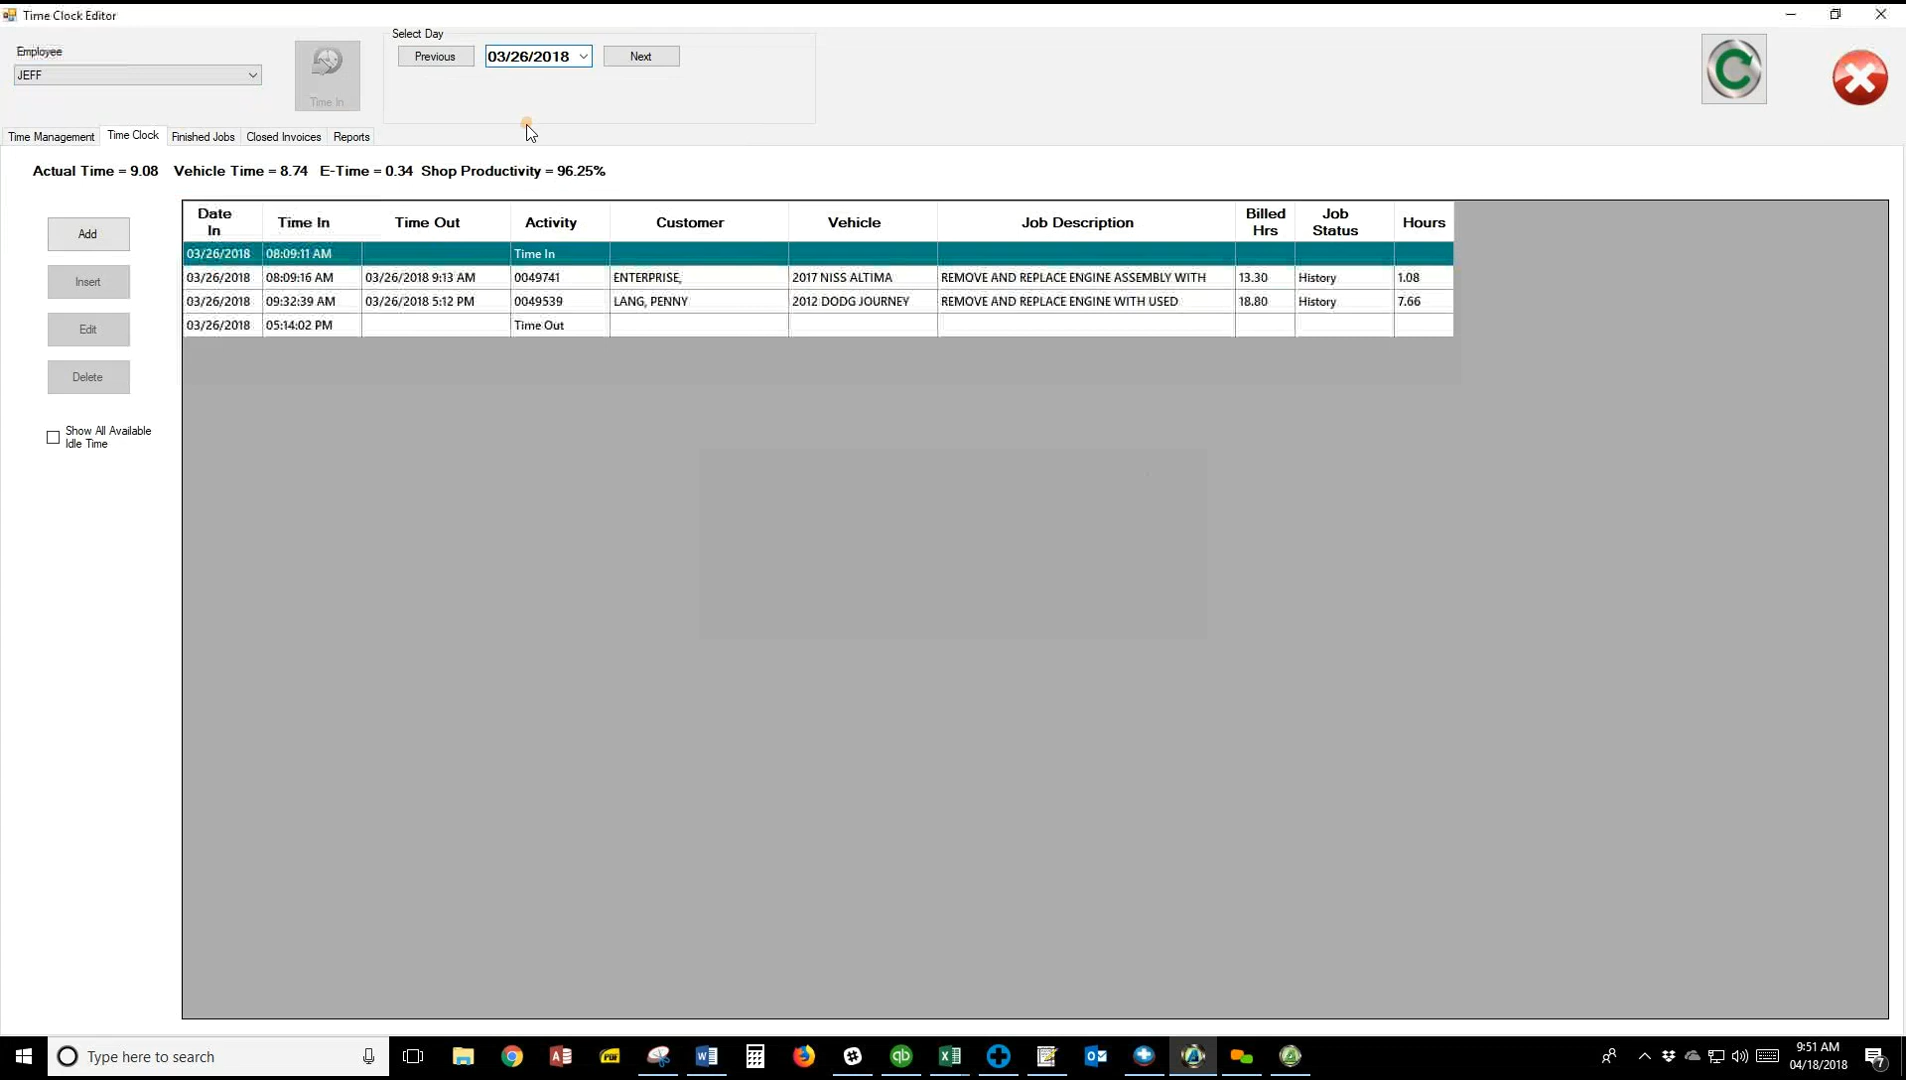 Time Clock Editor
Employee
JEFF
Time In
Select Day
Previous
03/26/2018
Next
Time Management
Time Clock
Finished Jobs
Closed Invoices
Reports
Actual Time = 9.08 Vehicle Time = 8.74 E-Time = 0.34 Shop Productivity = 96.25%
Add
Insert
Edit
Delete
Show All Available
Idle Time
Date In Time In Time Out Activity Customer Vehicle Job Description Billed Hrs Job Status Hours
03/26/2018 08:09:11 AM Time In
03/26/2018 08:09:16 AM 03/26/2018 9:13 AM 0049741 ENTERPRISE, 2017 NISS ALTIMA REMOVE AND REPLACE ENGINE ASSEMBLY WITH 13.30 History 1.08
03/26/2018 09:32:39 AM 03/26/2018 5:12 PM 0049539 LANG, PENNY 2012 DODG JOURNEY REMOVE AND REPLACE ENGINE WITH USED 18.80 History 7.66
03/26/2018 05:14:02 PM Time Out
Type here to search
9:51 AM
04/18/2018
7